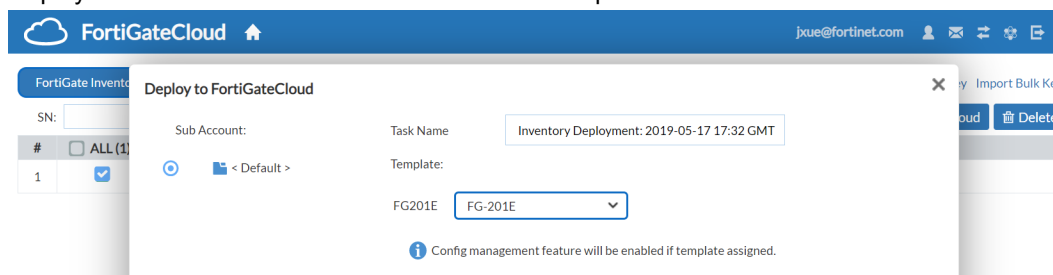 FortiGateCloud
jxue@fortinet.com
FortiGate Invento
Deploy to FortiGateCloud
y Import Bulk Ke
SN:
oud Delete
# ALL (1)
1
Sub Account:
< Default >
Task Name Inventory Deployment: 2019-05-17 17:32 GMT
Template:
FG201E FG-201E
Config management feature will be enabled if template assigned.